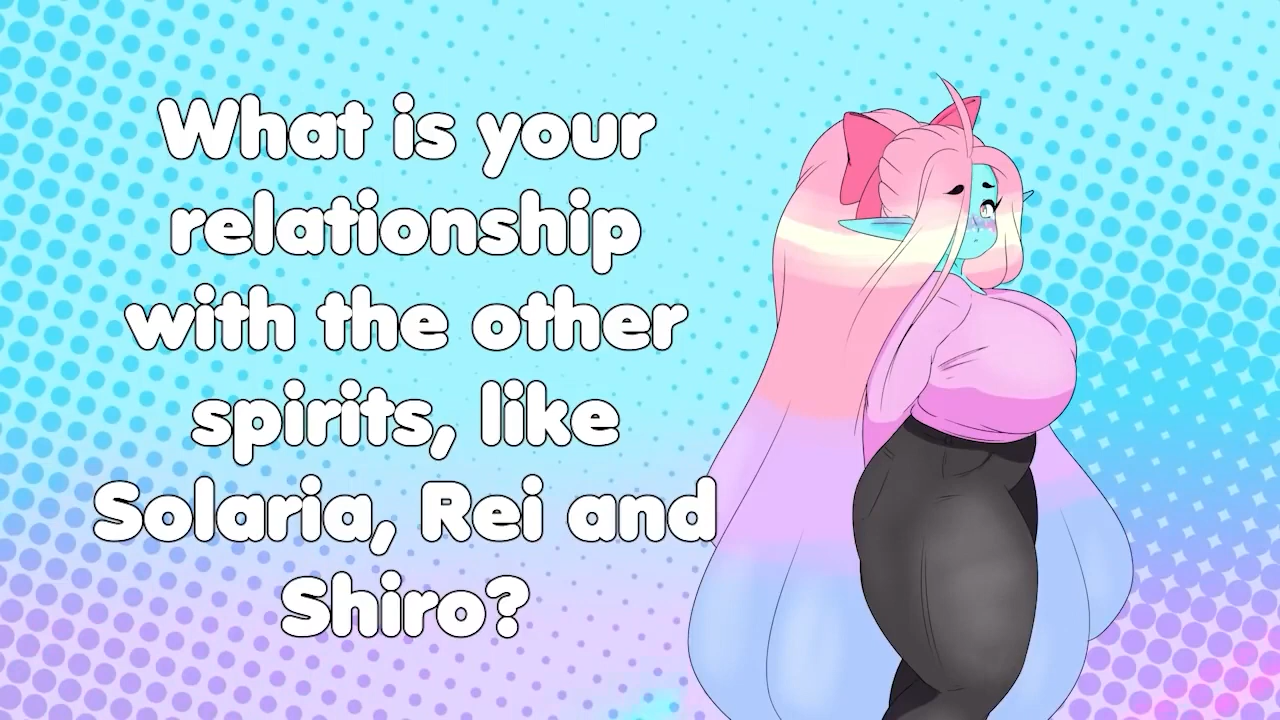 What is your
relationship
with the other
spirits, like
Solaria, Rei and
Shiro?